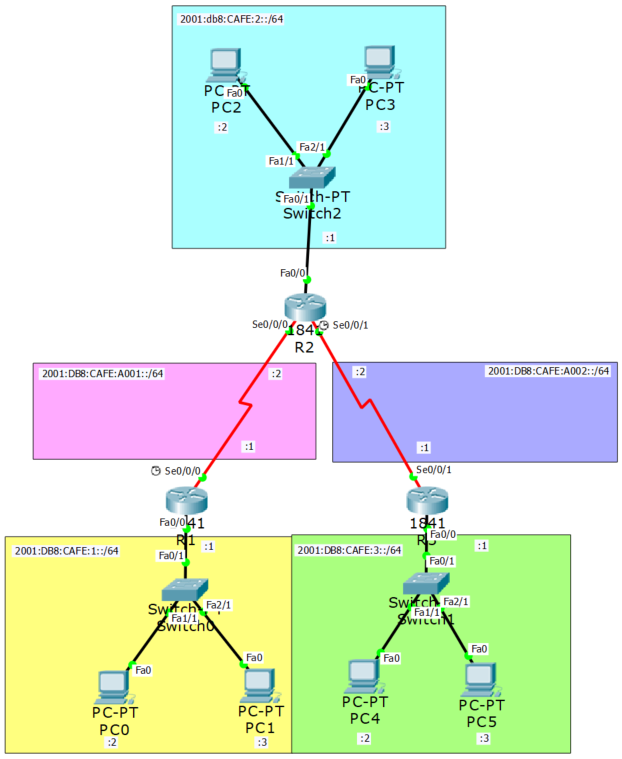 2001:db8:CAFE:2::/64
PC-PT
PC2
Fa0
:2
Fa0
PC-PT
PC3
:3
Fa1/1
Fa2/1
Switch-PT
Fa0/1
Switch2
:1
Fa0/0
Se0/0/0
Se0/0/1
1841
R2
2001:DB8:CAFE:A001::/64
:2
:1
:2
2001:DB8:CAFE:A002::/64
:1
Se0/0/0
41
Fa0/0
R1
Se0/0/1
1841
Fa0/0
2001:DB8:CAFE:1::/64
:1
Fa0/1
Switch
Fa1/1
Fa2/1
Switch0
Fa0
PC-PT
PC0
:2
Fa0
PC-PT
PC1
:3
2001:DB8:CAFE:3::/64
:1
Fa0/1
Switch
Fa1/1
Fa2/1
Switch1
Fa0
PC-PT
PC4
:2
Fa0
PC-PT
PC5
:3